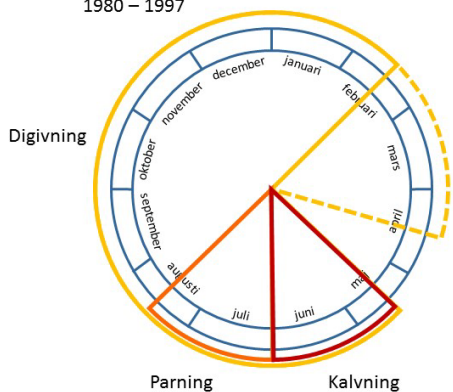 1980 – 1997
januari
februari
mars
april
maj
juni
juli
augusti
september
oktober
november
december
Digivning
Parning
Kalvning